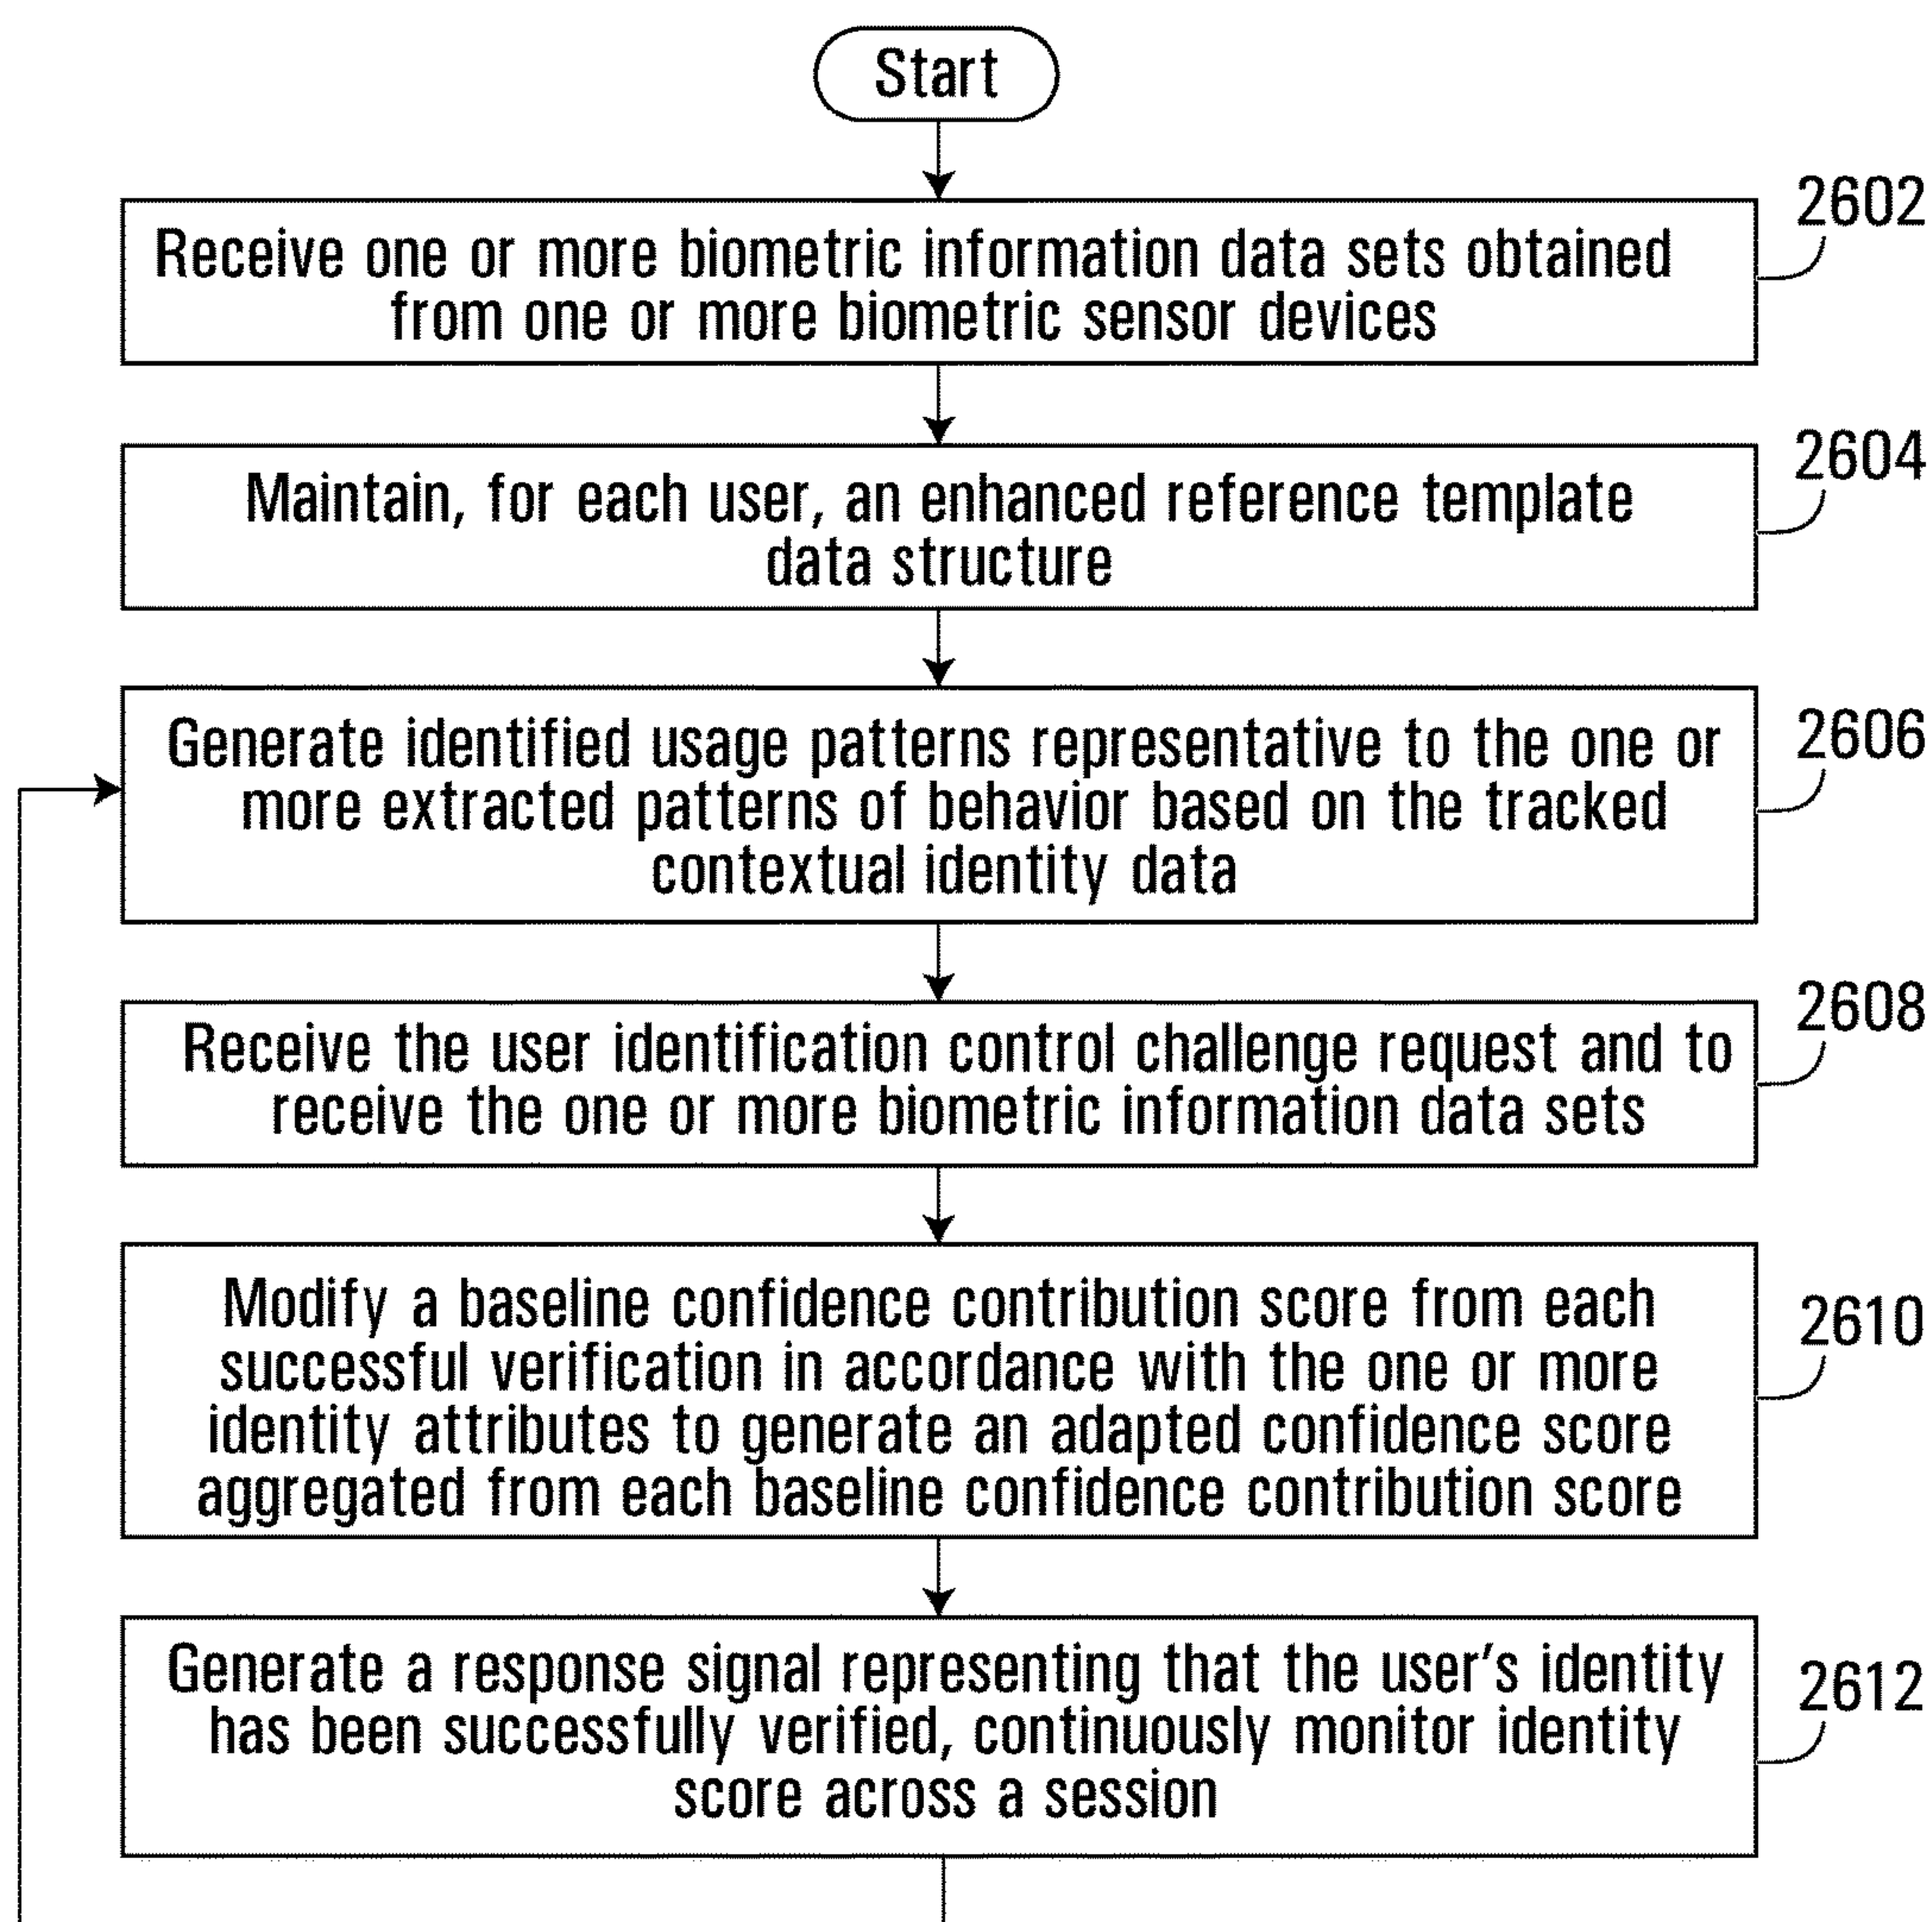 Start
2602
Receive one or more biometric information data sets obtained
from one or more biometric sensor devices
2604
Maintain, for each user, an enhanced reference template
data structure
2606
Generate identified usage patterns representative to the one or
more extracted patterns of behavior based on the tracked
contextual identity data
2608
Receive the user identification control challenge request and to
receive the one or more biometric information data sets
2610
Modify a baseline confidence contribution score from each
successful verification in accordance with the one or more
identity attributes to generate an adapted confidence score
aggregated from each baseline confidence contribution score
2612
Generate a response signal representing that the user's identity
has been successfully verified, continuously monitor identity
score across a session